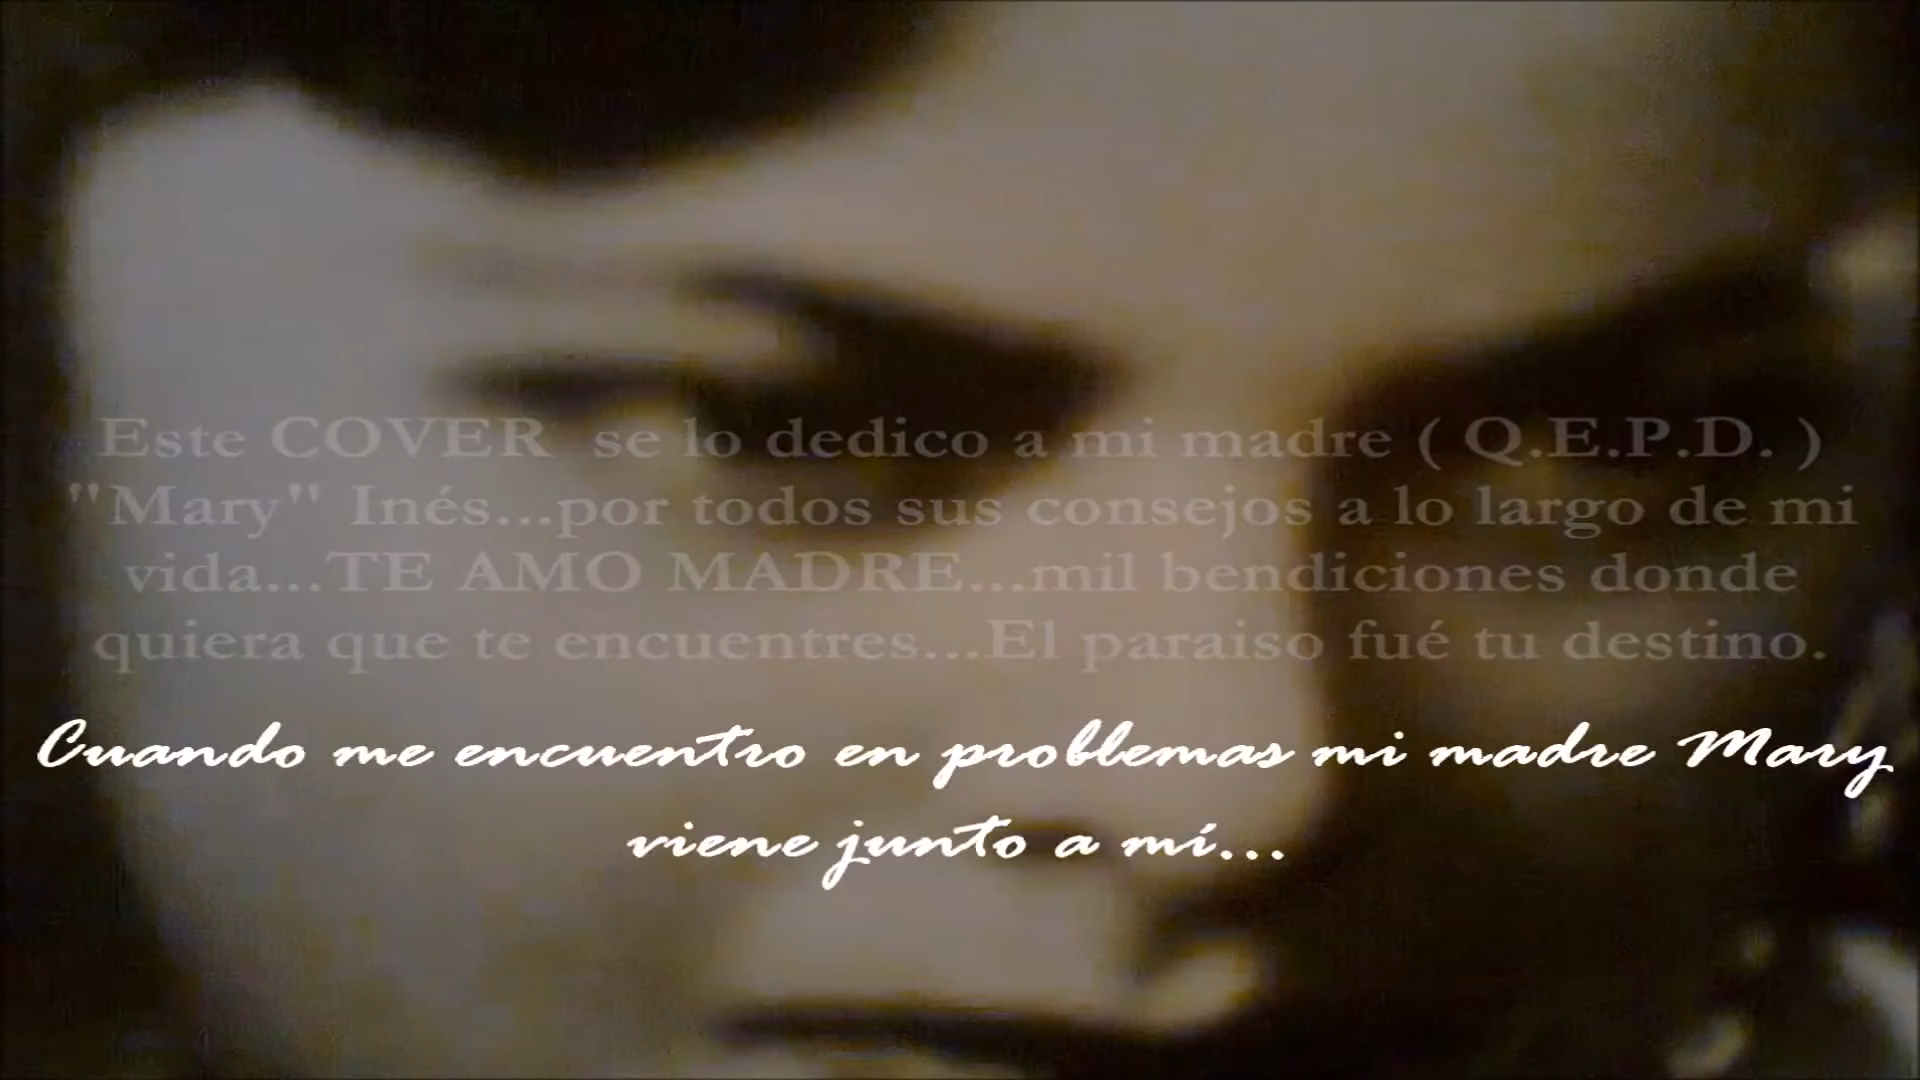 Este COVER se lo dedico a mi madre ( Q.E.P.D. )
"Mary" Inés...por todos sus consejos a lo largo de mi
vida...TE AMO MADRE...mil bendiciones donde
quiera que te encuentres...El paraiso fué tu destino.
Cuando me encuentro en problemas mi madre Mary
viene junto a mí...